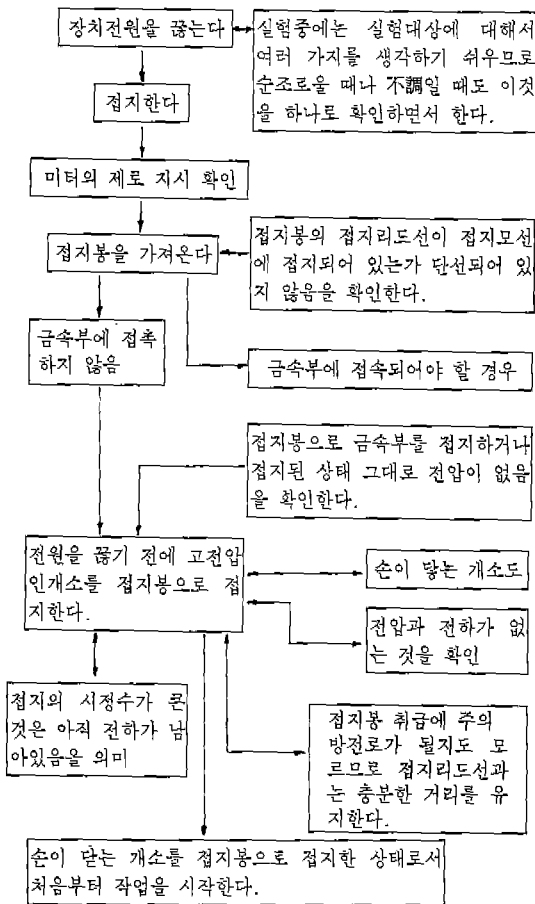 장치전원을 끊는다
실험중에는 실험대상에 대해서
여러 가지를 생각하기 쉬우므로
순조로울 때나 不調일 때도 이것
을 하나로 확인하면서 한다.
접지한다
미터의 제로 지시 확인
접지봉을 가져온다
접지봉의 접지리드선이 접지모선
에 접지되어 있는가 단선되어 있
지 않음을 확인한다.
금속부에 접촉
하지 않음
금속부에 접속되어야 할 경우
접지봉으로 금속부를 접지하거나
접지된 상태 그대로 전압이 없음
을 확인한다.
전원을 끊기 전에 고전압
인개소를 접지봉으로 접
지한다.
손이 닿는 개소도
전압과 전하가 없
는 것을 확인
접지의 시정수가 큰
것은 아직 전하가 남
아있음을 의미
접지봉 취급에 주의
방전로가 될지도 모
르므로 접지리드선과
는 충분한 거리를 유
지한다.
손이 닫는 개소를 접지봉으로 접지한 상태로서
처음부터 작업을 시작한다.